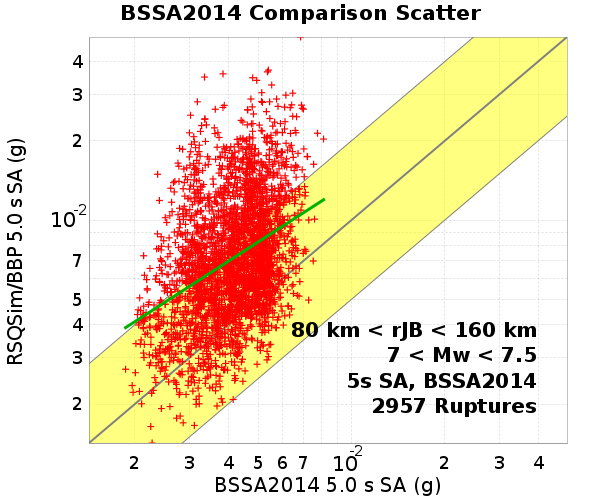 BSSA2014 Comparison Scatter
RSQSim/BBP 5.0 s SA (g)
4
3
2
10-2
7
5
4
3
2
80 km < rJB < 160 km
7 < Mw < 7.5
5s SA, BSSA2014
2957 Ruptures
2 3 4 5 6 7 10-2 2 3 4
BSSA2014 5.0 s SA (g)